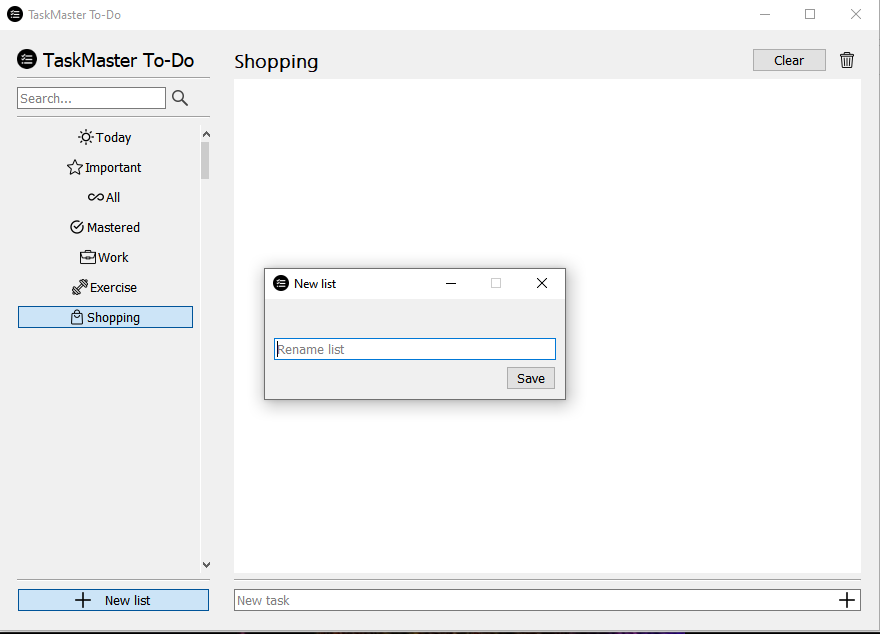 TaskMaster To-Do
TaskMaster To-Do
Search...
Today
Important
All
Mastered
Work
Exercise
Shopping
New list
Shopping
Clear
New list
Rename list
Save
New task